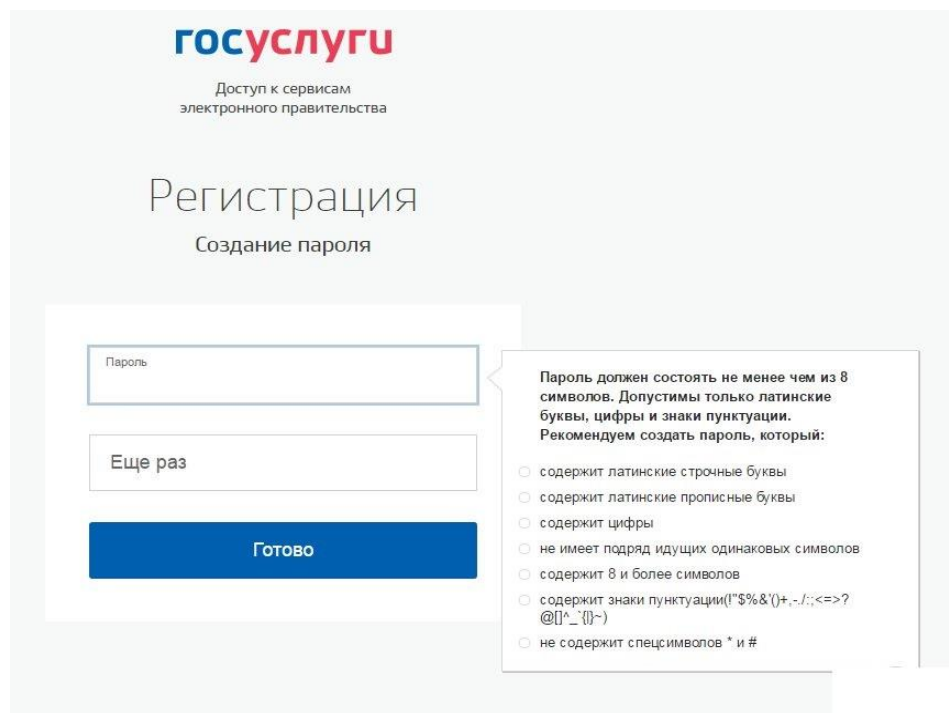 госуслуги
Доступ к сервисам
электронного правительства
Регистрация
Создание пароля
Пароль
Еще раз
Готово
Пароль должен состоять не менее чем из 8
символов. Допустимы только латинские
буквы, цифры и знаки пунктуации.
Рекомендуем создать пароль, который:
содержит латинские строчные буквы
содержит латинские прописные буквы
содержит цифры
не имеет подряд идущих одинаковых символов
содержит 8 и более символов
содержит знаки пунктуации(!"$%&'()+,-./:;<=>?
@[]^_`{|}~)
не содержит спецсимволов * и #